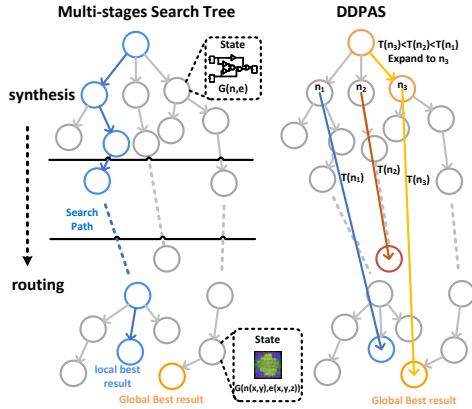 Multi-stages Search Tree
DDPAS
State
G(n,e)
synthesis
Search
Path
routing
local best
result
Global Best result
State
G(n(x,y),e(x,y,z))
T(n₃)<T(n₂)<T(n₁)
Expand to n₃
n₁
n₂
n₃
T(n₁)
T(n₂)
T(n₃)
Global Best result